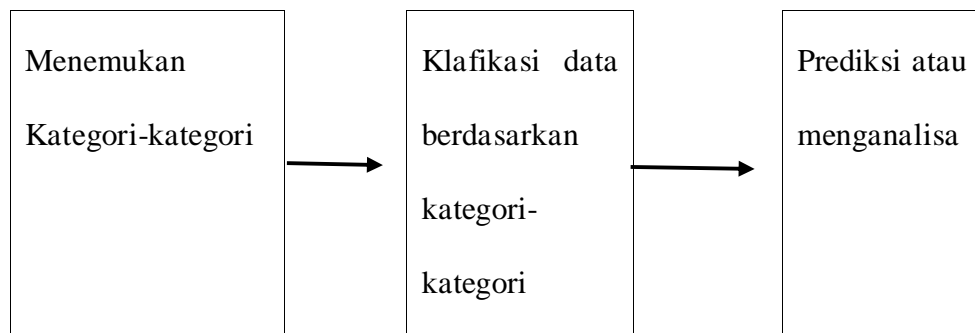 Menemukan
Kategori-kategori
Klafikasi data
berdasarkan
kategori-
kategori
Prediksi atau
menganalisa